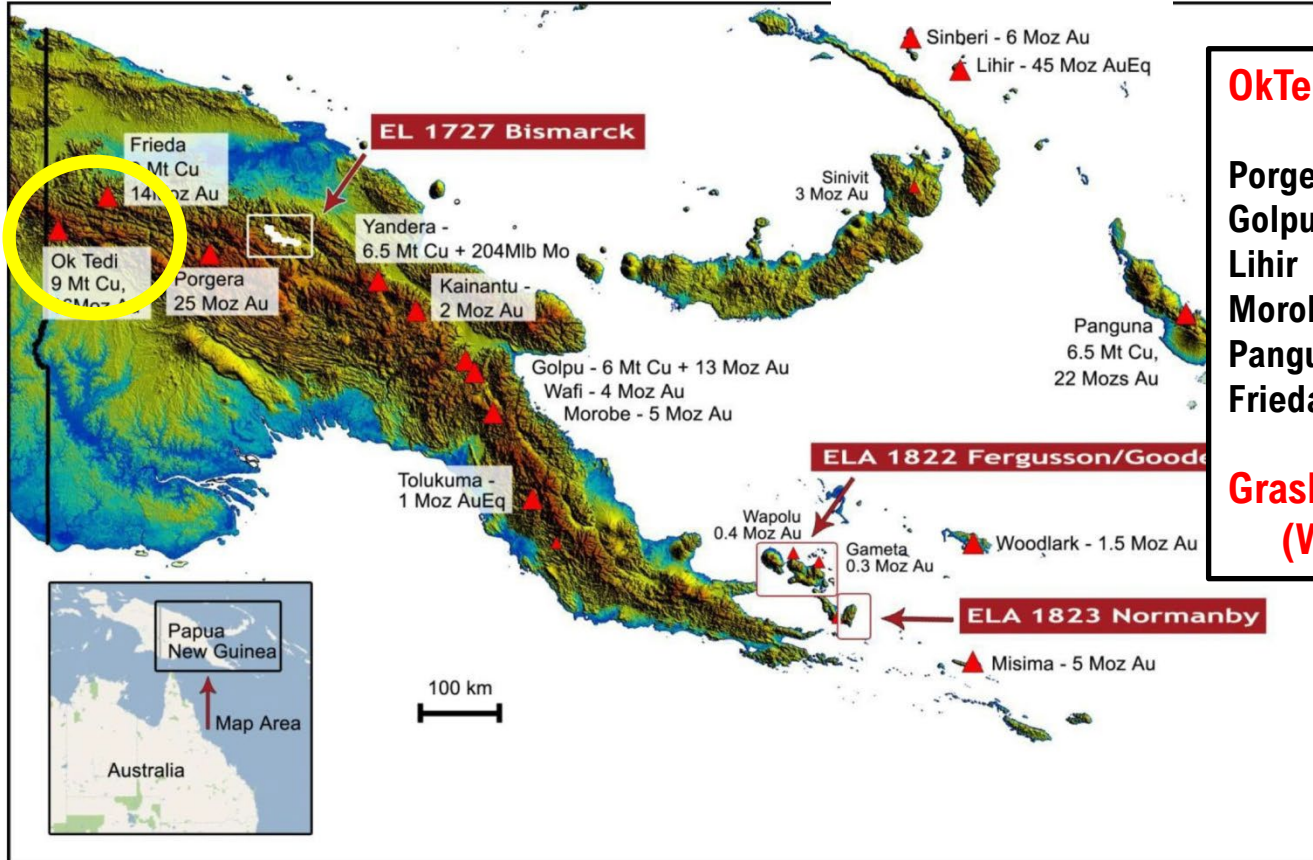 Sinberi - 6 Moz Au
Lihir - 45 Moz AuEq
EL 1727 Bismarck
Frieda
Mt Cu
14Moz Au
Sinivit
3 Moz Au
Yandera -
6.5 Mt Cu + 204Mlb Mo
Ok Tedi
9 Mt Cu,
Porgera
25 Moz Au
Kainantu -
2 Moz Au
Panguna
6.5 Mt Cu,
22 Mozs Au
Golpu - 6 Mt Cu + 13 Moz Au
Wafi - 4 Moz Au
Morobe - 5 Moz Au
ELA 1822 Fergusson/Goode
Tolukuma -
1 Moz AuEq
Wapolu
0.4 Moz Au
Gameta
0.3 Moz Au
Woodlark - 1.5 Moz Au
ELA 1823 Normanby
Misima - 5 Moz Au
100 km
Papua
New Guinea
Map Area
Australia
OkTe
Porge
Golpu
Lihir
Morob
Pangu
Frieda
Gras
(V